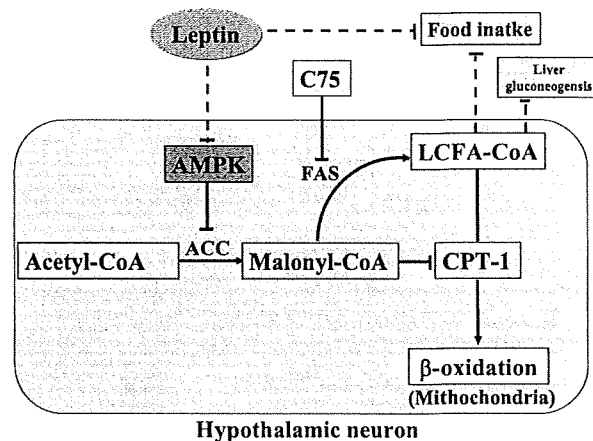 Leptin
Food inatke
C75
Liver
gluconeogensis
AMPK
FAS
LCFA-CoA
Acetyl-CoA
ACC
Malonyl-CoA
CPT-1
β-oxidation
(Mithochondria)
Hypothalamic neuron